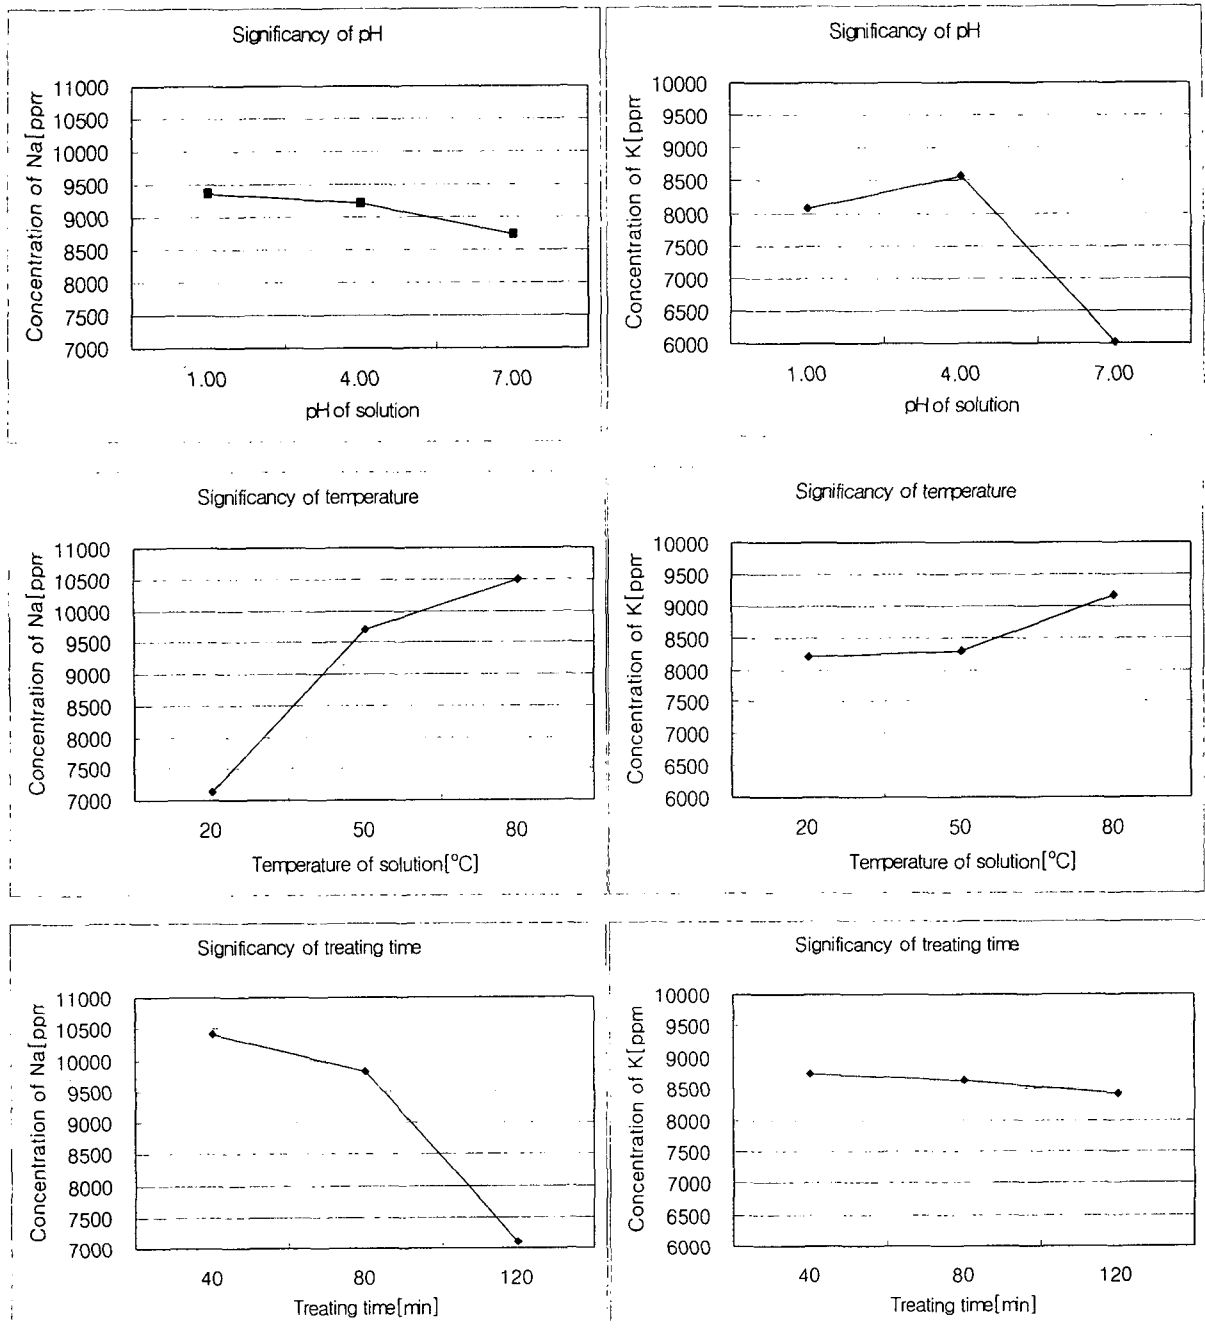 Significancy of pH
Concentration of Na[ppm
11000
10500
10000
9500
9000
8500
8000
7500
7000
1.00 4.00 7.00
pH of solution
Significancy of pH
Concentration of K[ppm
10000
9500
9000
8500
8000
7500
7000
6500
6000
1.00 4.00 7.00
pH of solution
Significancy of temperature
Concentration of Na[ppm
11000
10500
10000
9500
9000
8500
8000
7500
7000
20 50 80
Temperature of solution[°C]
Significancy of temperature
Concentration of K[ppm
10000
9500
9000
8500
8000
7500
7000
6500
6000
20 50 80
Temperature of solution[°C]
Significancy of treating time
Concentration of Na[ppm
11000
10500
10000
9500
9000
8500
8000
7500
7000
40 80 120
Treating time[min]
Significancy of treating time
Concentration of K[ppm
10000
9500
9000
8500
8000
7500
7000
6500
6000
40 80 120
Treating time[min]